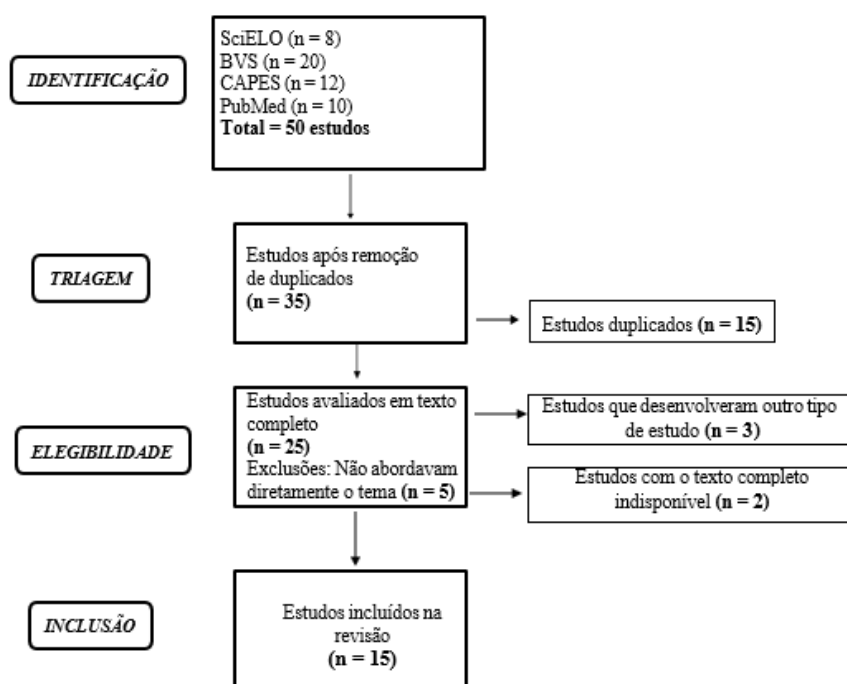 IDENTIFICAÇÃO
SciELO (n = 8)
BVS (n = 20)
CAPES (n = 12)
PubMed (n = 10)
Total = 50 estudos
TRIAGEM
Estudos após remoção
de duplicados
(n = 35)
Estudos duplicados (n = 15)
ELEGIBILIDADE
Estudos avaliados em texto
completo
(n = 25)
Exclusões: Não abordavam
diretamente o tema (n = 5)
Estudos que desenvolveram outro tipo
de estudo (n = 3)
Estudos com o texto completo
indisponível (n = 2)
INCLUSÃO
Estudos incluídos na
revisão
(n = 15)